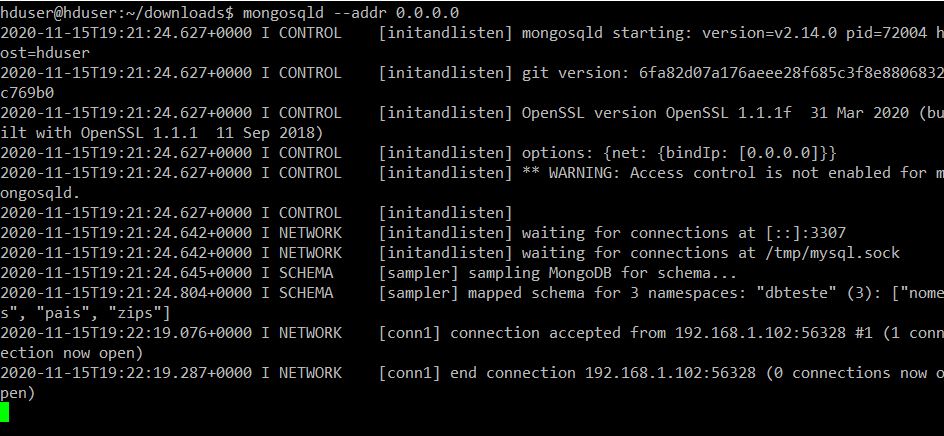 hduser@hduser:~/downloads$ mongosqld --addr 0.0.0.0
2020-11-15T19:21:24.627+0000 I CONTROL    [initandlisten] mongosqld starting: version=v2.14.0 pid=72004 h
ost=hduser
2020-11-15T19:21:24.627+0000 I CONTROL    [initandlisten] git version: 6fa82d07a176aeee28f685c3f8e8806832
c769b0
2020-11-15T19:21:24.627+0000 I CONTROL    [initandlisten] OpenSSL version OpenSSL 1.1.1f  31 Mar 2020 (bu
ilt with OpenSSL 1.1.1  11 Sep 2018)
2020-11-15T19:21:24.627+0000 I CONTROL    [initandlisten] options: {net: {bindIp: [0.0.0.0]}}
2020-11-15T19:21:24.627+0000 I CONTROL    [initandlisten] ** WARNING: Access control is not enabled for m
ongosqld.
2020-11-15T19:21:24.627+0000 I CONTROL    [initandlisten]
2020-11-15T19:21:24.642+0000 I NETWORK    [initandlisten] waiting for connections at [::]:3307
2020-11-15T19:21:24.642+0000 I NETWORK    [initandlisten] waiting for connections at /tmp/mysql.sock
2020-11-15T19:21:24.645+0000 I SCHEMA     [sampler] sampling MongoDB for schema...
2020-11-15T19:21:24.804+0000 I SCHEMA     [sampler] mapped schema for 3 namespaces: "dbteste" (3): ["nome
s", "pais", "zips"]
2020-11-15T19:22:19.076+0000 I NETWORK    [conn1] connection accepted from 192.168.1.102:56328 #1 (1 conn
ection now open)
2020-11-15T19:22:19.287+0000 I NETWORK    [conn1] end connection 192.168.1.102:56328 (0 connections now o
pen)